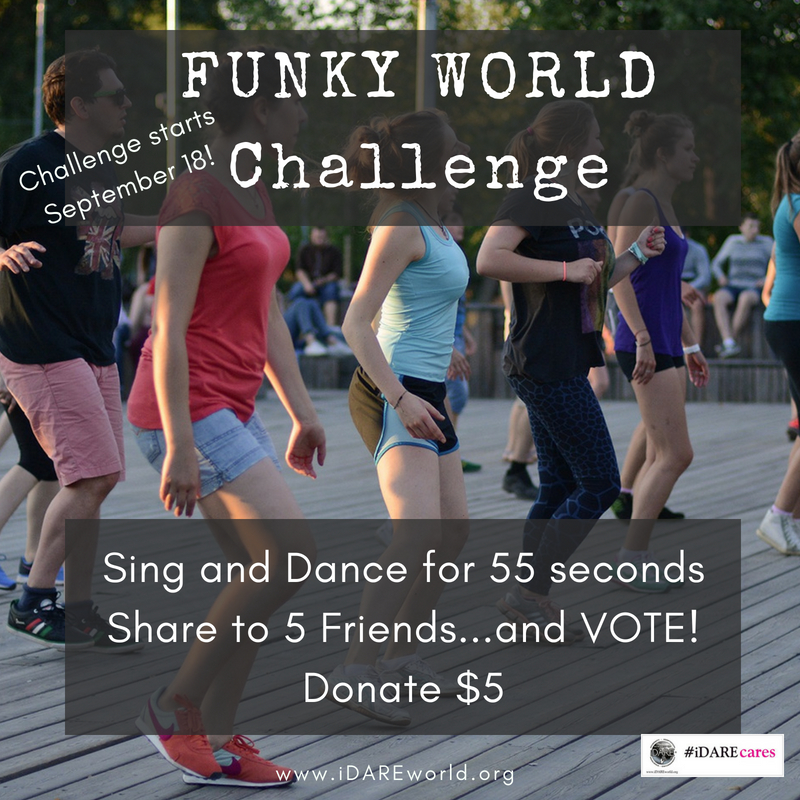 FUNKY WORLD
Challenge
Challenge starts
September 18!
Sing and Dance for 55 seconds
Share to 5 Friends...and VOTE!
Donate $5
www.iDAREworld.org
iDARE
#iDAREcares